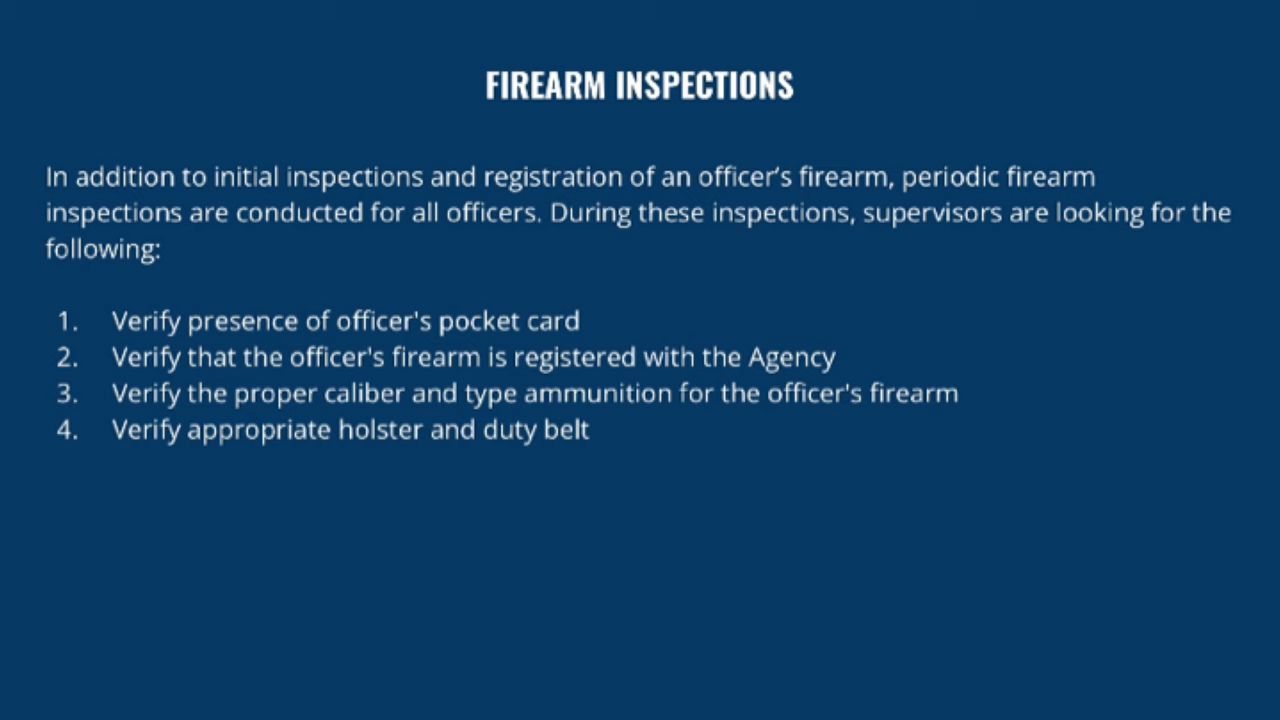 FIREARM INSPECTIONS
In addition to initial inspections and registration of an officer’s firearm, periodic firearm
inspections are conducted for all officers. During these inspections, supervisors are looking for the
following:
1. Verify presence of officer's pocket card
2. Verify that the officer's firearm is registered with the Agency
3. Verify the proper caliber and type ammunition for the officer's firearm
4. Verify appropriate holster and duty belt